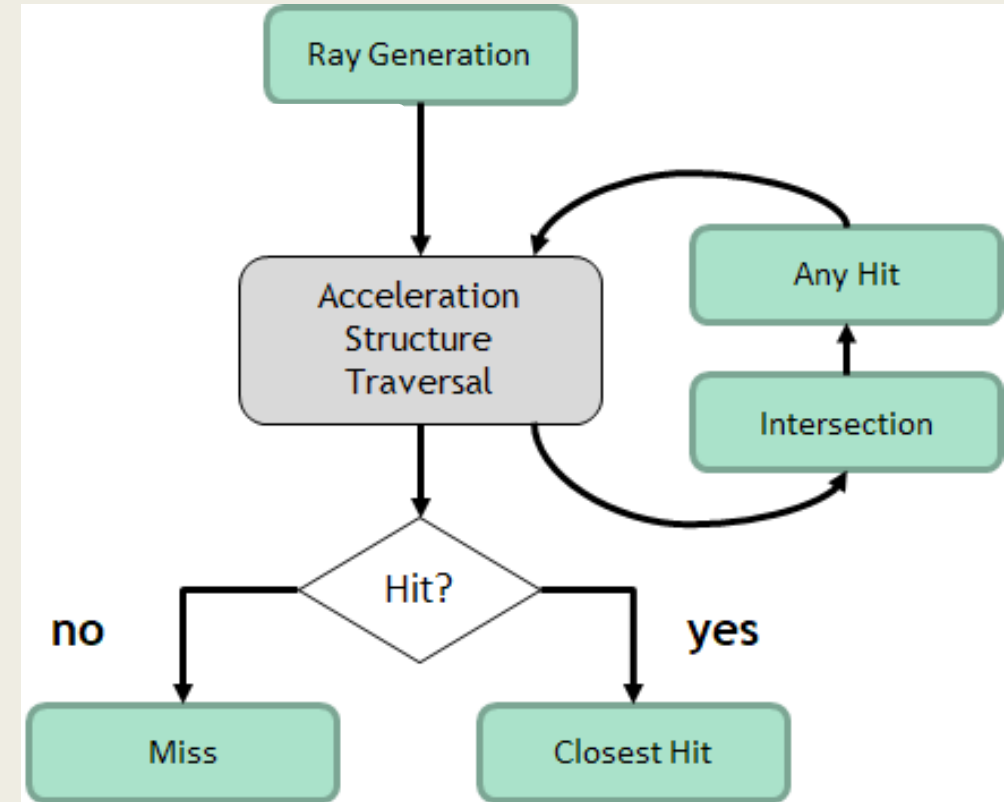 Ray Generation
Acceleration
Structure
Traversal
Any Hit
Intersection
Hit?
no
yes
Miss
Closest Hit